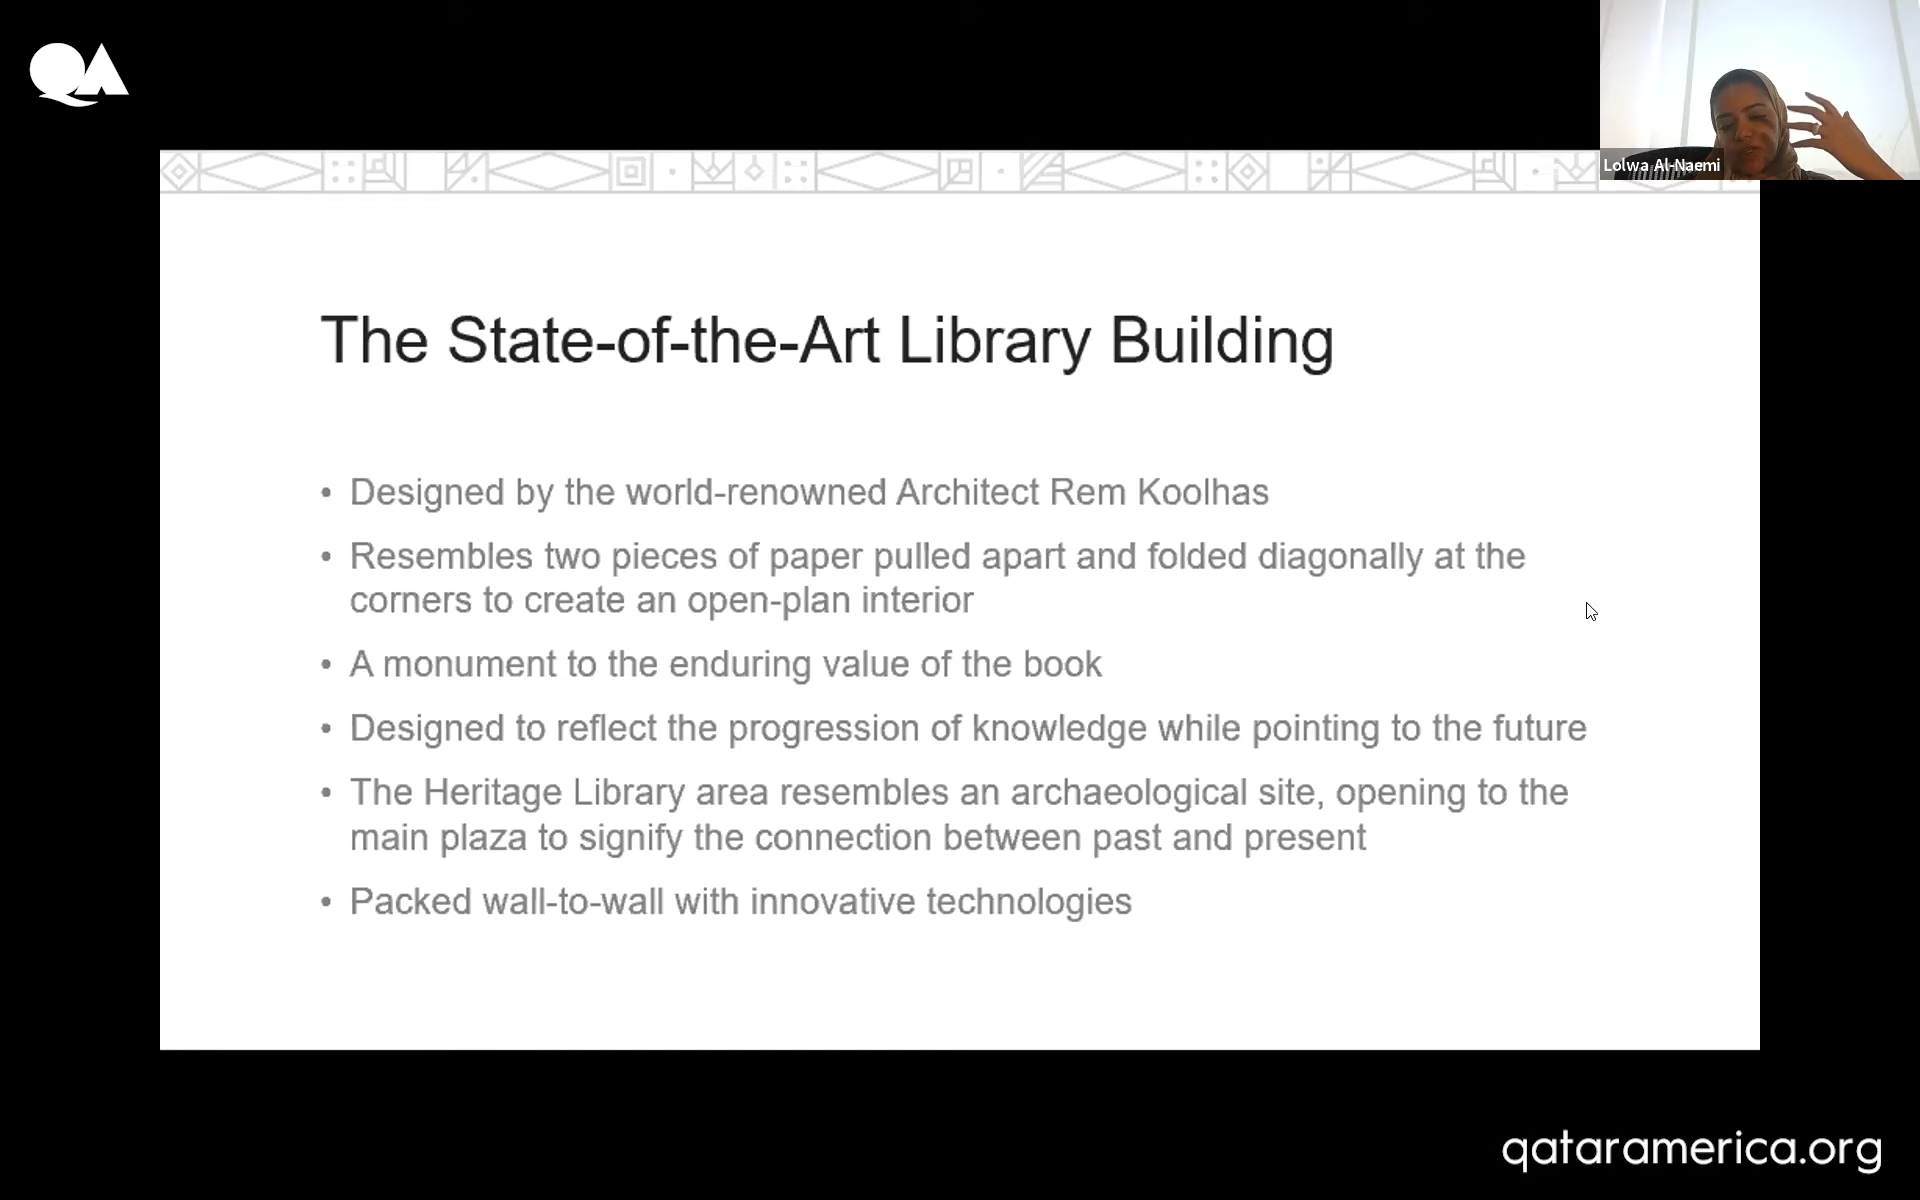 QA
Lolwa Al-Naemi
The State-of-the-Art Library Building
• Designed by the world-renowned Architect Rem Koolhas
• Resembles two pieces of paper pulled apart and folded diagonally at the
corners to create an open-plan interior
• A monument to the enduring value of the book
• Designed to reflect the progression of knowledge while pointing to the future
• The Heritage Library area resembles an archaeological site, opening to the
main plaza to signify the connection between past and present
• Packed wall-to-wall with innovative technologies
qataramerica.org